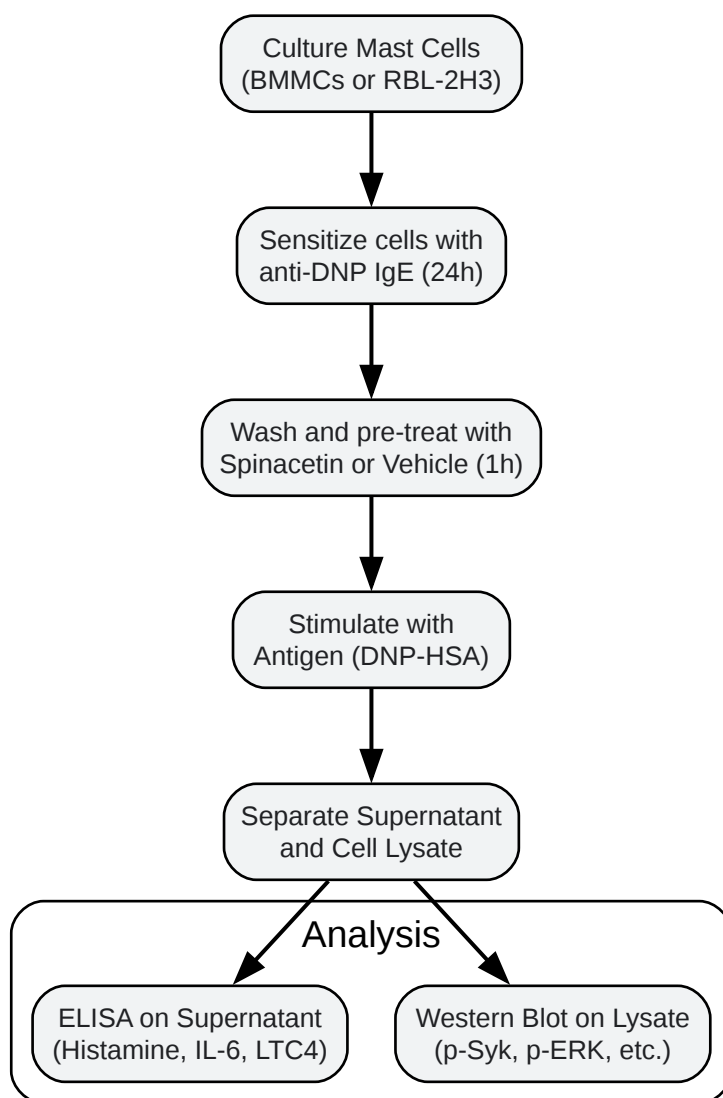 Culture Mast Cells
(BMMCs or RBL-2H3)
Sensitize cells with
anti-DNP IgE (24h)
Wash and pre-treat with
Spinacetin or Vehicle (1h)
Stimulate with
Antigen (DNP-HSA)
Separate Supernatant
and Cell Lysate
Analysis
ELISA on Supernatant
(Histamine, IL-6, LTC4)
Western Blot on Lysate
(p-Syk, p-ERK, etc.)